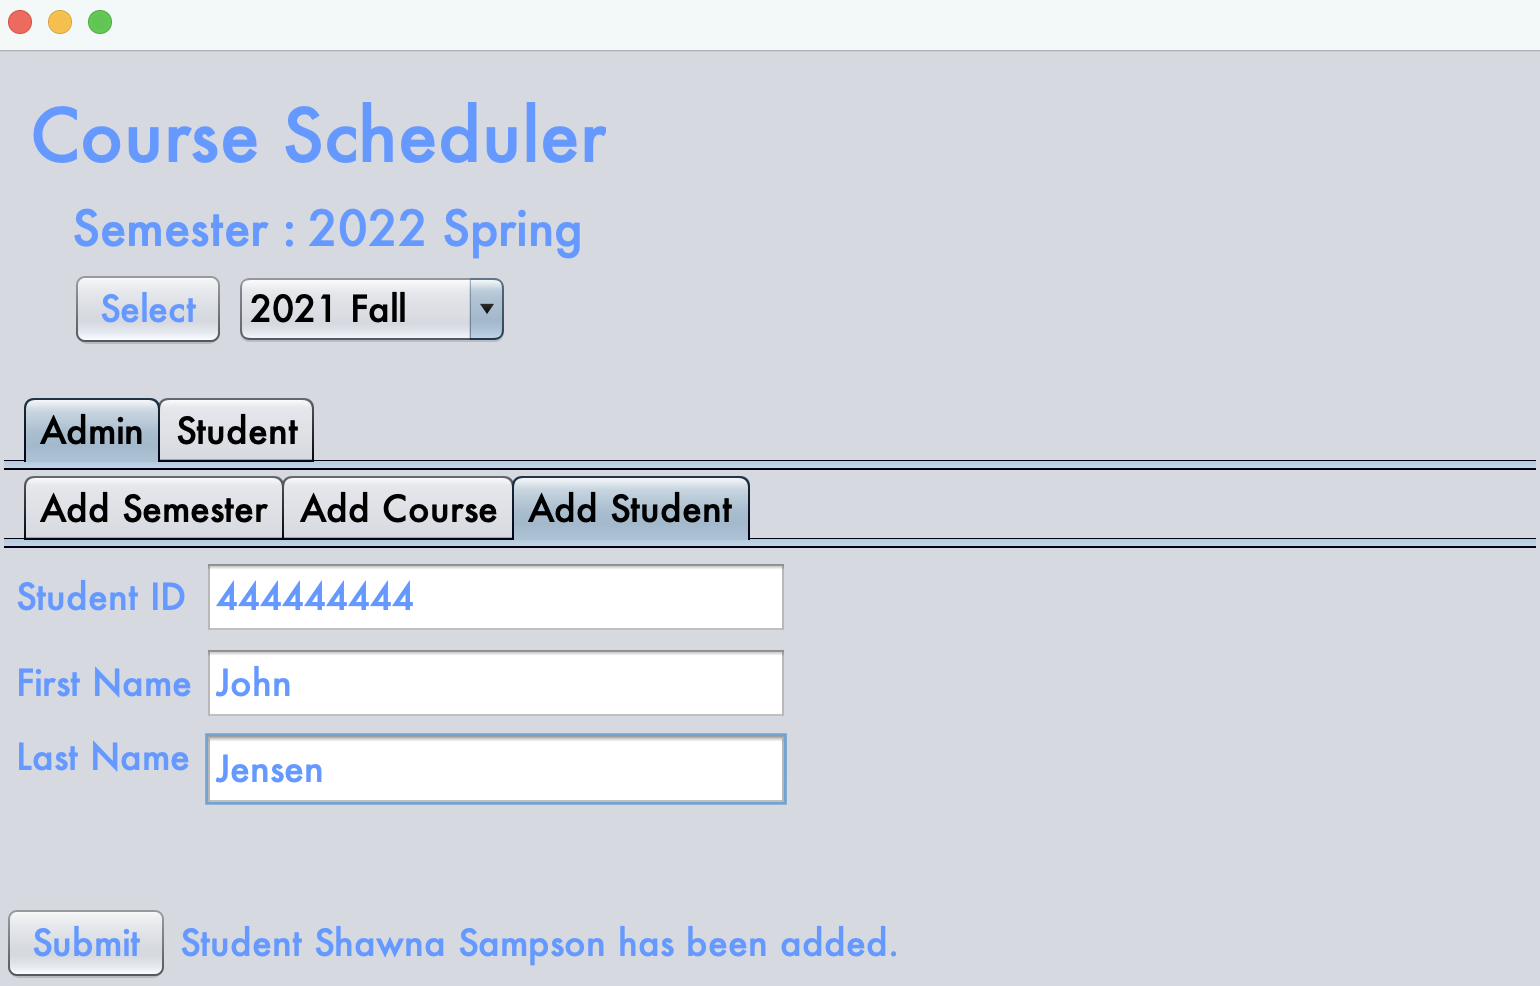 Course Scheduler
Semester : 2022 Spring
Select 2021 Fall
Admin Student
Add Semester Add Course Add Student
Student ID 444444444
First Name John
Last Name Jensen
Submit Student Shawna Sampson has been added.